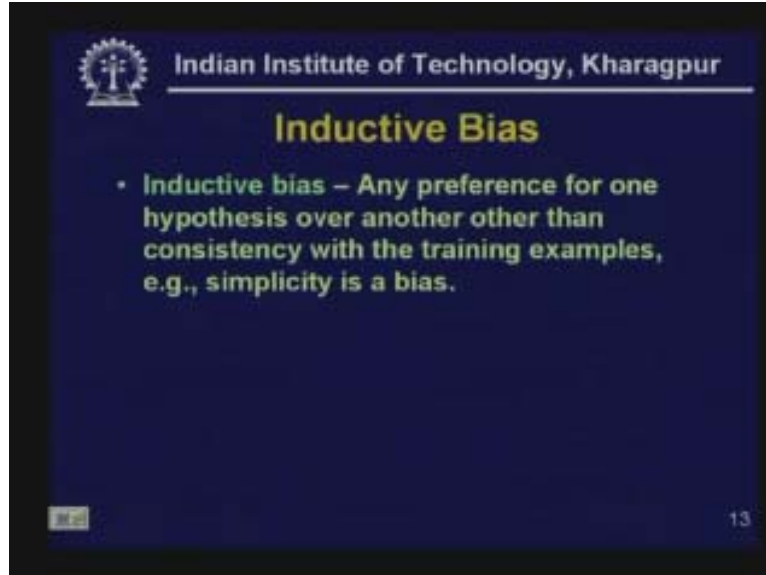 Indian Institute of Technology, Kharagpur
Inductive Bias
• Inductive bias – Any preference for one
hypothesis over another other than
consistency with the training examples,
e.g., simplicity is a bias.
13